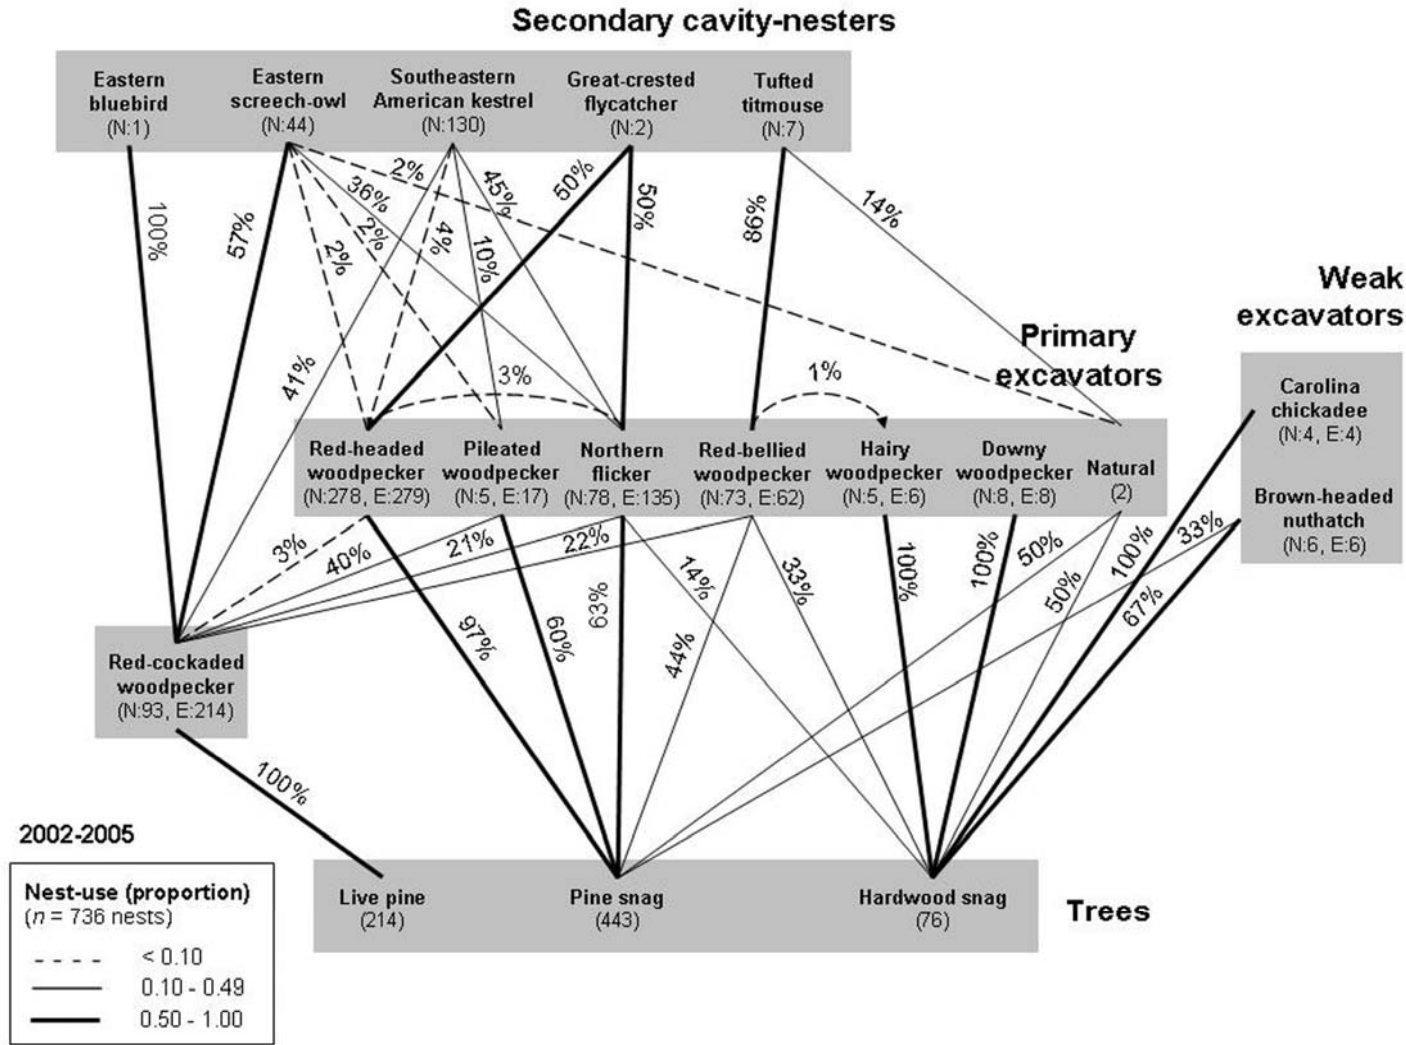 Secondary cavity-nesters
Eastern
bluebird
(N:1)
Eastern
screech-owl
(N:44)
Southeastern
American kestrel
(N:130)
Great-crested
flycatcher
(N:2)
Tufted
titmouse
(N:7)
100%
57%
2%
2%
36%
2%
41%
4%
10%
45%
50%
50%
86%
14%
3%
1%
Primary
excavators
Weak
excavators
Red-headed
woodpecker
(N:278, E:279)
Pileated
woodpecker
(N:5, E:17)
Northern
flicker
(N:78, E:135)
Red-bellied
woodpecker
(N:73, E:62)
Hairy
woodpecker
(N:5, E:6)
Downy
woodpecker
(N:8, E:8)
Natural
(2)
Carolina
chickadee
(N:4, E:4)
Brown-headed
nuthatch
(N:6, E:6)
3%
40%
21%
22%
97%
60%
63%
44%
14%
33%
100%
100%
50%
50%
100%
67%
33%
Red-cockaded
woodpecker
(N:93, E:214)
100%
2002-2005
Nest-use (proportion)
(n = 736 nests)
< 0.10
0.10 - 0.49
0.50 - 1.00
Live pine
(214)
Pine snag
(443)
Hardwood snag
(76)
Trees